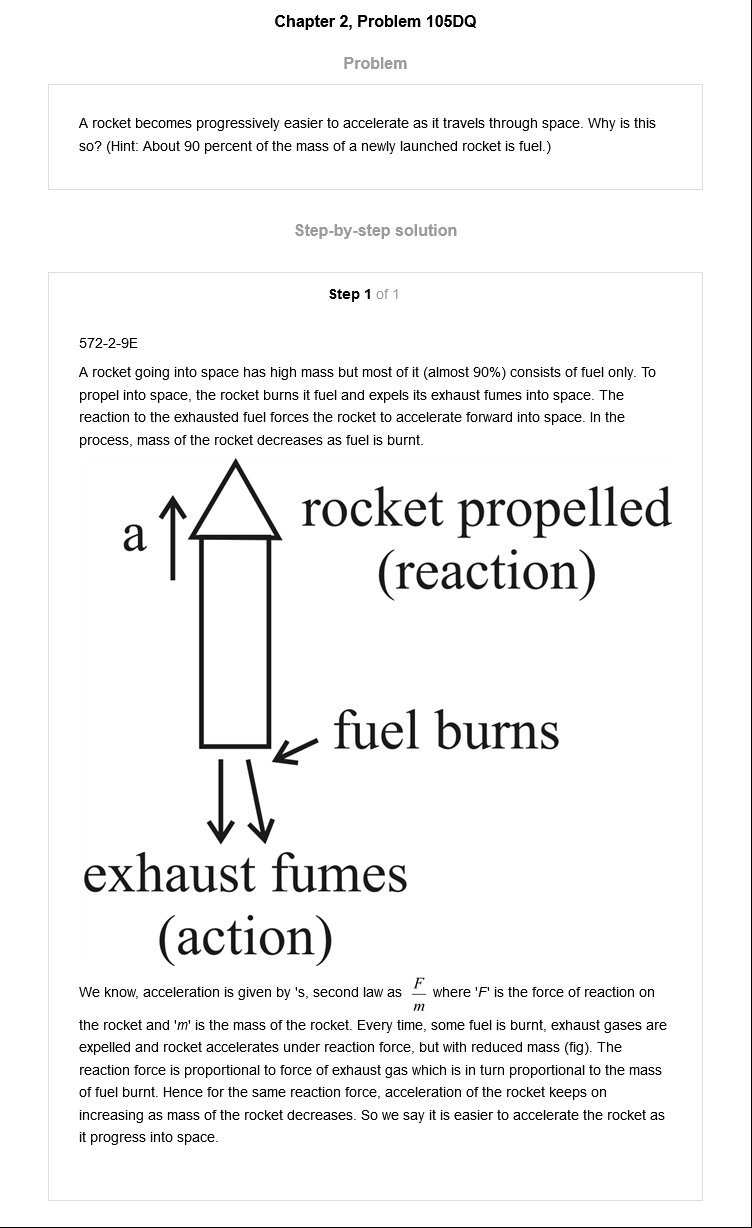 Chapter 2, Problem 105DQ
Problem
A rocket becomes progressively easier to accelerate as it travels through space. Why is this
so? (Hint: About 90 percent of the mass of a newly launched rocket is fuel.)
Step-by-step solution
Step 1 of 1
572-2-9E
A rocket going into space has high mass but most of it (almost 90%) consists of fuel only. To
propel into space, the rocket burns it fuel and expels its exhaust fumes into space. The
reaction to the exhausted fuel forces the rocket to accelerate forward into space. In the
process, mass of the rocket decreases as fuel is burnt.
a
rocket propelled
(reaction)
fuel burns
exhaust fumes
(action)
We know, acceleration is given by 's, second law as F/m where 'F' is the force of reaction on
the rocket and 'm' is the mass of the rocket. Every time, some fuel is burnt, exhaust gases are
expelled and rocket accelerates under reaction force, but with reduced mass (fig). The
reaction force is proportional to force of exhaust gas which is in turn proportional to the mass
of fuel burnt. Hence for the same reaction force, acceleration of the rocket keeps on
increasing as mass of the rocket decreases. So we say it is easier to accelerate the rocket as
it progress into space.